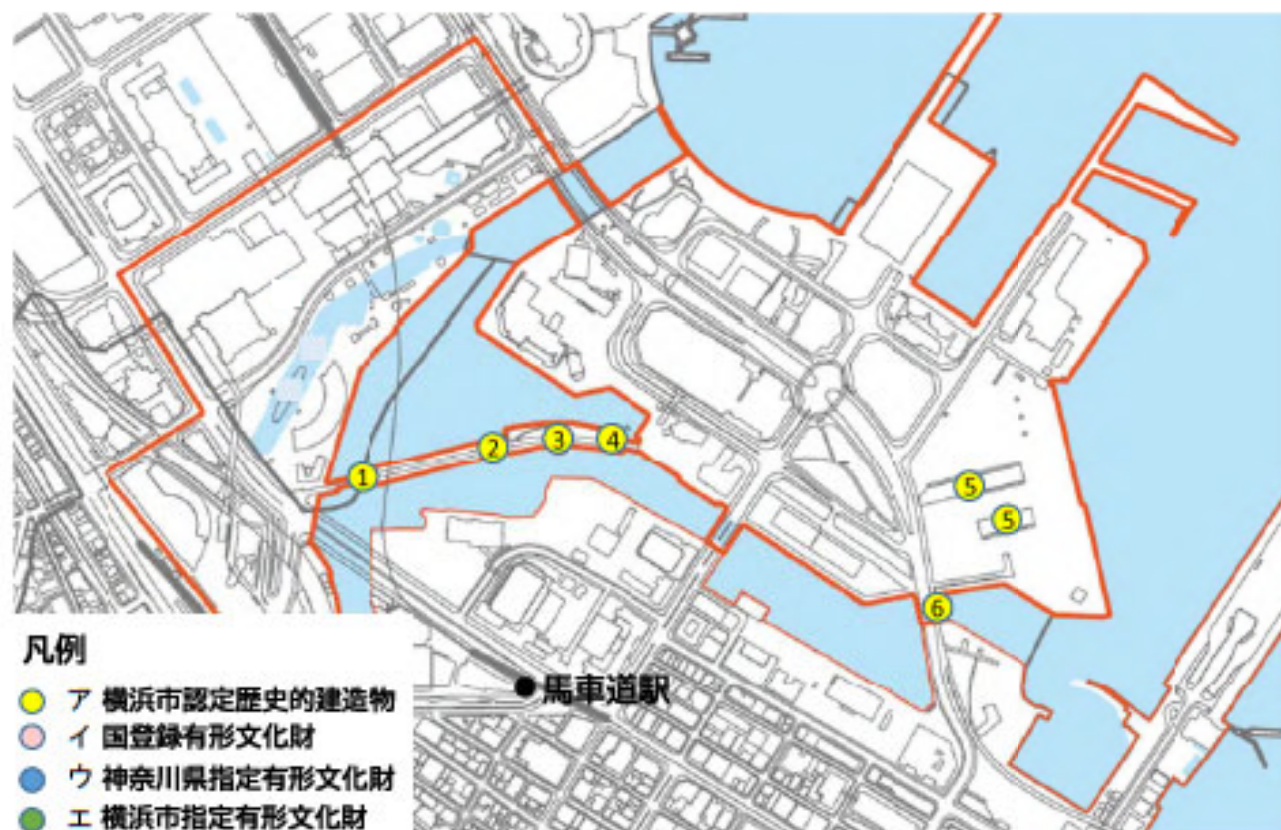 1
2
3
4
5
5
6
馬車道駅
凡例
ア 横浜市認定歴史的建造物
イ 国登録有形文化財
ウ 神奈川県指定有形文化財
エ 横浜市指定有形文化財